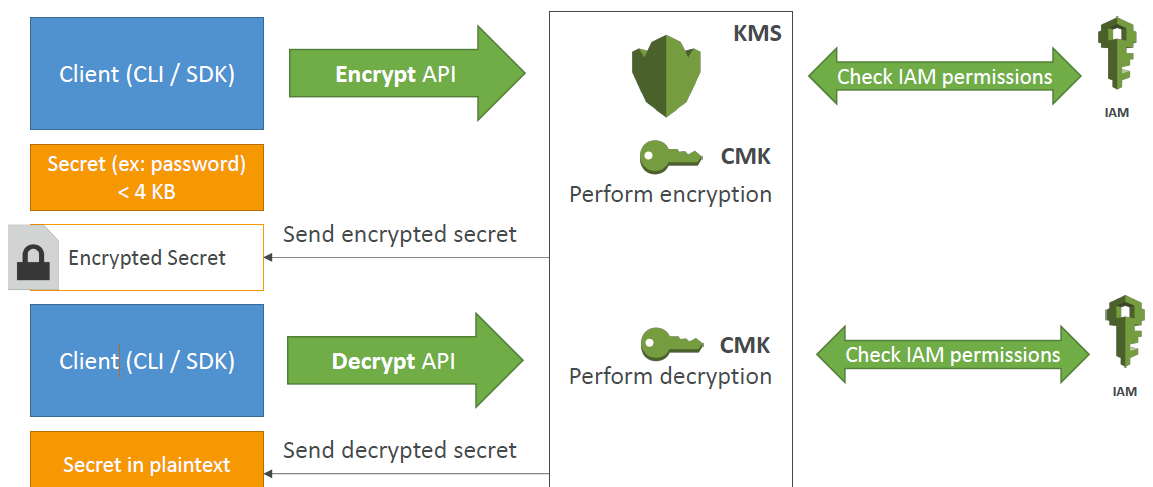 Client (CLI / SDK)
Encrypt API
KMS
Check IAM permissions
IAM
Secret (ex: password)
< 4 KB
CMK
Perform encryption
Send encrypted secret
Encrypted Secret
Client (CLI / SDK)
Decrypt API
CMK
Perform decryption
Check IAM permissions
IAM
Send decrypted secret
Secret in plaintext